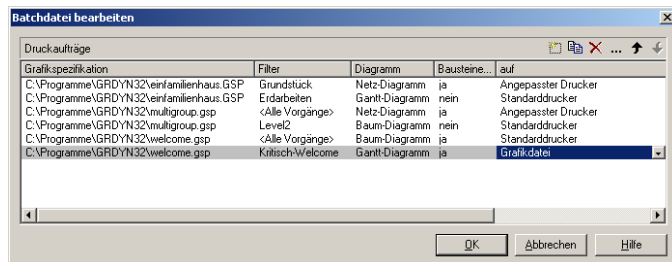 Batchdatei bearbeiten
Druckaufträge
Grafikspezifikation Filter Diagramm Bausteine... auf
C:\Programme\GRDYN32\einfamilienhaus.GSP Grundstück Netz-Diagramm ja Angepasster Drucker
C:\Programme\GRDYN32\einfamilienhaus.GSP Erdarbeiten Gantt-Diagramm nein Standarddrucker
C:\Programme\GRDYN32\multigroup.gsp <Alle Vorgänge> Netz-Diagramm ja Angepasster Drucker
C:\Programme\GRDYN32\multigroup.gsp Level2 Baum-Diagramm nein Standarddrucker
C:\Programme\GRDYN32\welcome.gsp <Alle Vorgänge> Baum-Diagramm ja Standarddrucker
C:\Programme\GRDYN32\welcome.gsp Kritisch-Welcome Gantt-Diagramm ja Grafikdatei
OK Abbrechen Hilfe